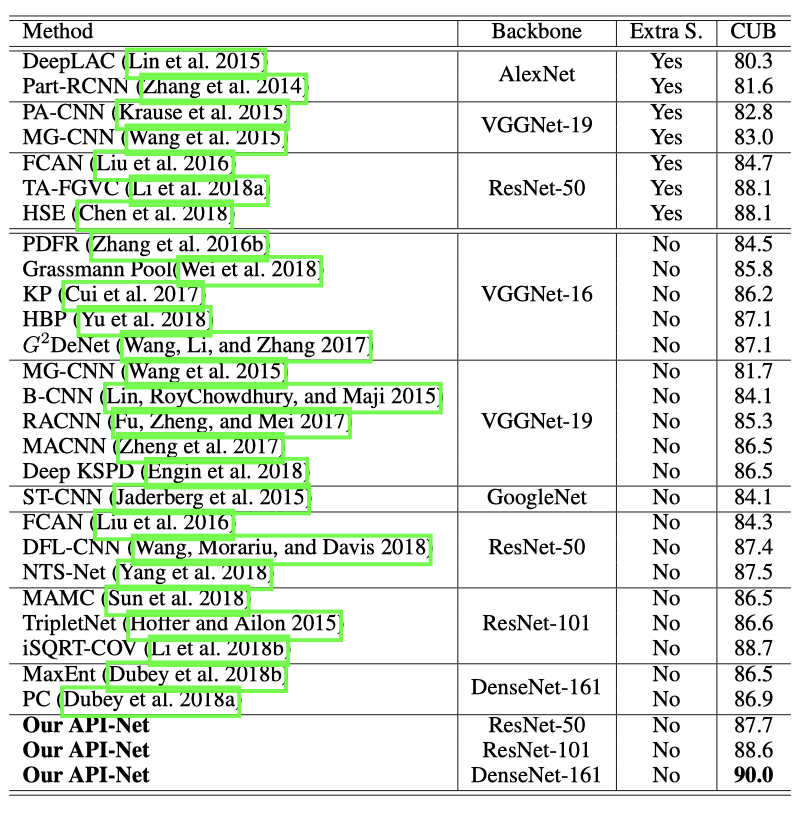 Method Backbone Extra S. CUB
DeepLAC (Lin et al. 2015) AlexNet Yes 80.3
Part-RCNN (Zhang et al. 2014) Yes 81.6
PA-CNN (Krause et al. 2015) VGGNet-19 Yes 82.8
MG-CNN (Wang et al. 2015) Yes 83.0
FCAN (Liu et al. 2016) ResNet-50 Yes 84.7
TA-FGVC (Li et al. 2018a) Yes 88.1
HSE (Chen et al. 2018) Yes 88.1
PDFR (Zhang et al. 2016b) VGGNet-16 No 84.5
Grassmann Pool(Wei et al. 2018) No 85.8
KP (Cui et al. 2017) No 86.2
HBP (Yu et al. 2018) No 87.1
G²DeNet (Wang, Li, and Zhang 2017) No 87.1
MG-CNN (Wang et al. 2015) VGGNet-19 No 81.7
B-CNN (Lin, RoyChowdhury, and Maji 2015) No 84.1
RACNN (Fu, Zheng, and Mei 2017) No 85.3
MACNN (Zheng et al. 2017) No 86.5
Deep KSPD (Engin et al. 2018) No 86.5
ST-CNN (Jaderberg et al. 2015) GoogleNet No 84.1
FCAN (Liu et al. 2016) ResNet-50 No 84.3
DFL-CNN (Wang, Morariu, and Davis 2018) No 87.4
NTS-Net (Yang et al. 2018) No 87.5
MAMC (Sun et al. 2018) ResNet-101 No 86.5
TripletNet (Hoffer and Ailon 2015) No 86.6
iSQRT-COV (Li et al. 2018b) No 88.7
MaxEnt (Dubey et al. 2018b) DenseNet-161 No 86.5
PC (Dubey et al. 2018a) No 86.9
Our API-Net ResNet-50 No 87.7
Our API-Net ResNet-101 No 88.6
Our API-Net DenseNet-161 No 90.0